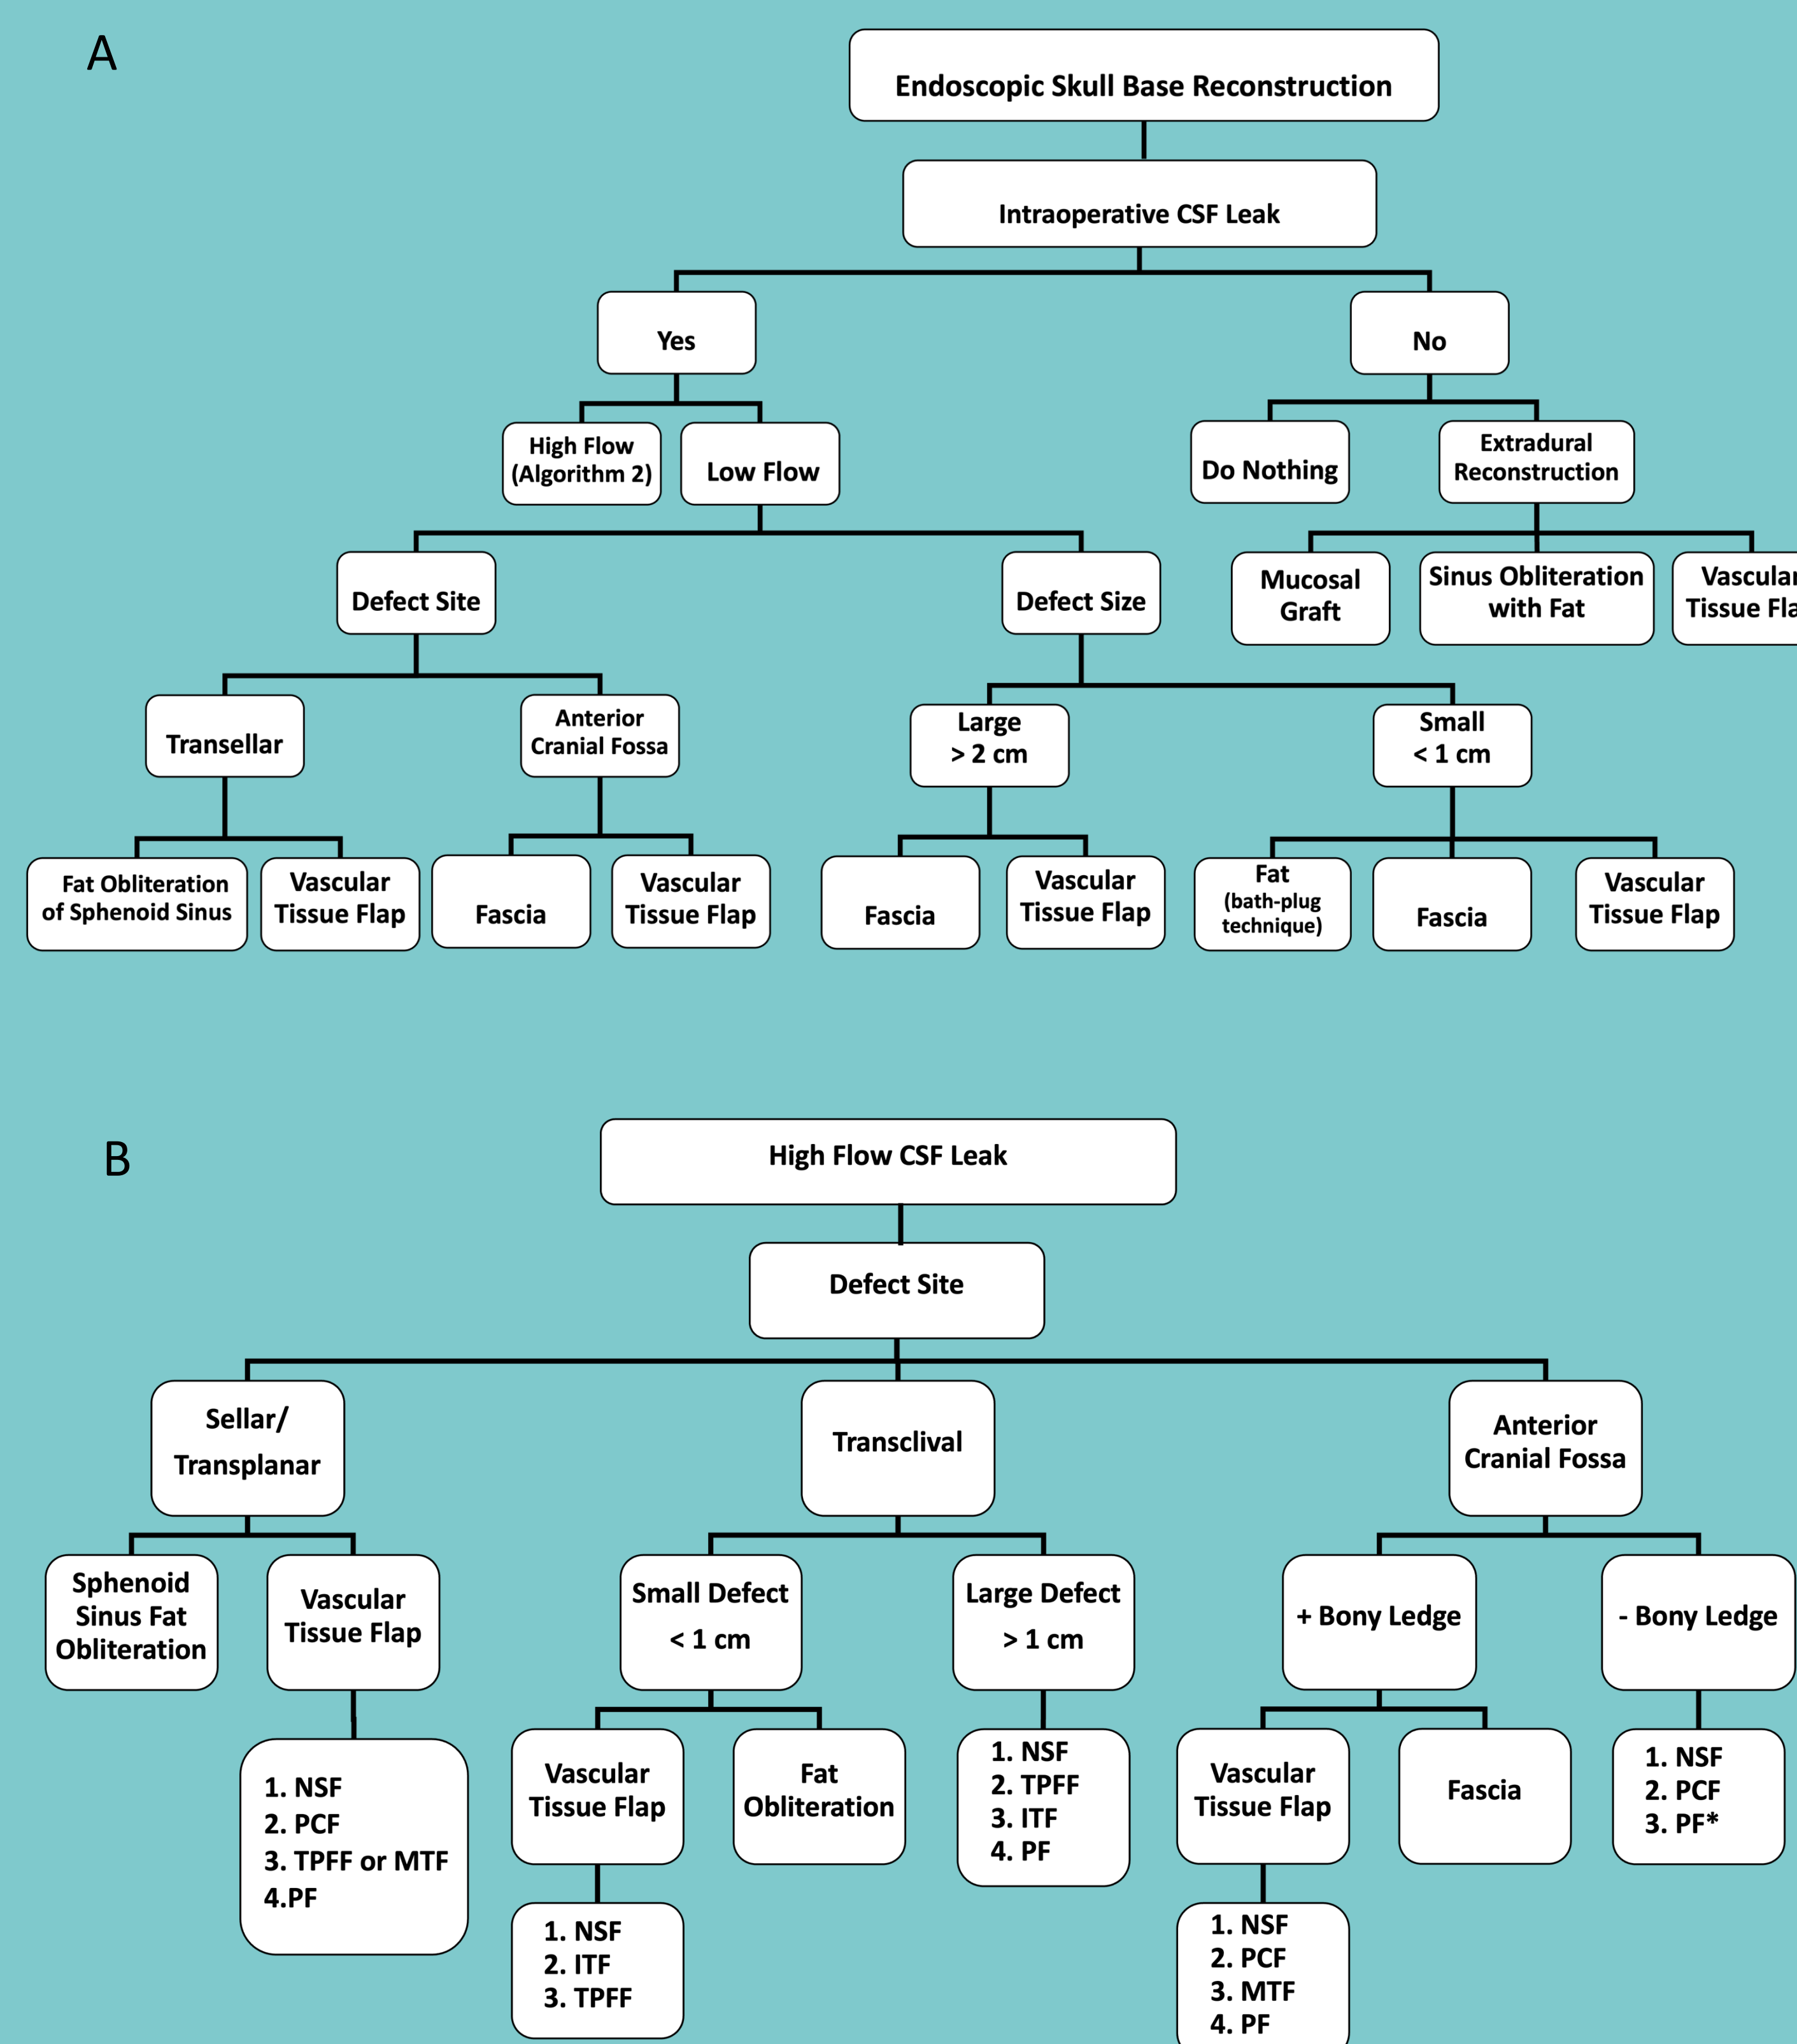 A
Endoscopic Skull Base Reconstruction
Intraoperative CSF Leak
Yes
No
High Flow
(Algorithm 2)
Low Flow
Do Nothing
Extradural
Reconstruction
Defect Site
Defect Size
Mucosal
Graft
Sinus Obliteration
with Fat
Vascular
Tissue Fla
Transellar
Anterior
Cranial Fossa
Large
> 2 cm
Small
< 1 cm
Fat Obliteration
of Sphenoid Sinus
Vascular
Tissue Flap
Fascia
Vascular
Tissue Flap
Fascia
Vascular
Tissue Flap
Fat
(bath-plug
technique)
Fascia
Vascular
Tissue Flap
B
High Flow CSF Leak
Defect Site
Sellar/
Transplanar
Transclival
Anterior
Cranial Fossa
Sphenoid
Sinus Fat
Obliteration
Vascular
Tissue Flap
Small Defect
< 1 cm
Large Defect
> 1 cm
+ Bony Ledge
- Bony Ledge
1. NSF
2. PCF
3. TPFF or MTF
4.PF
Vascular
Tissue Flap
Fat
Obliteration
1. NSF
2. TPFF
3. ITF
4. PF
Vascular
Tissue Flap
Fascia
1. NSF
2. PCF
3. PF*
1. NSF
2. ITF
3. TPFF
1. NSF
2. PCF
3. MTF
4. PF